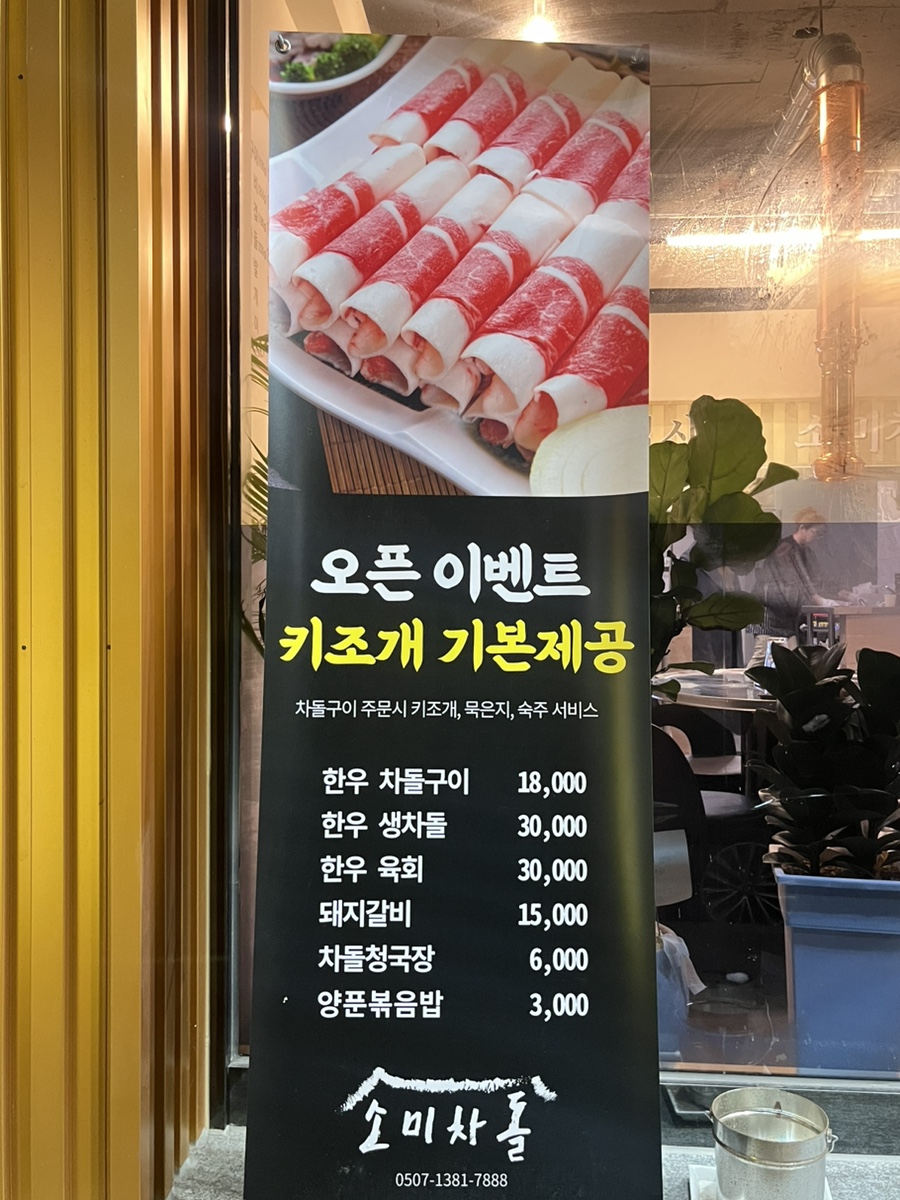 오픈 이벤트
키조개 기본제공
차돌구이 주문시 키조개, 묵은지, 숙주 서비스
한우 차돌구이 18,000
한우 생차돌 30,000
한우 육회 30,000
돼지갈비 15,000
차돌청국장 6,000
양푼볶음밥 3,000
소미차돌
0507-1381-7888